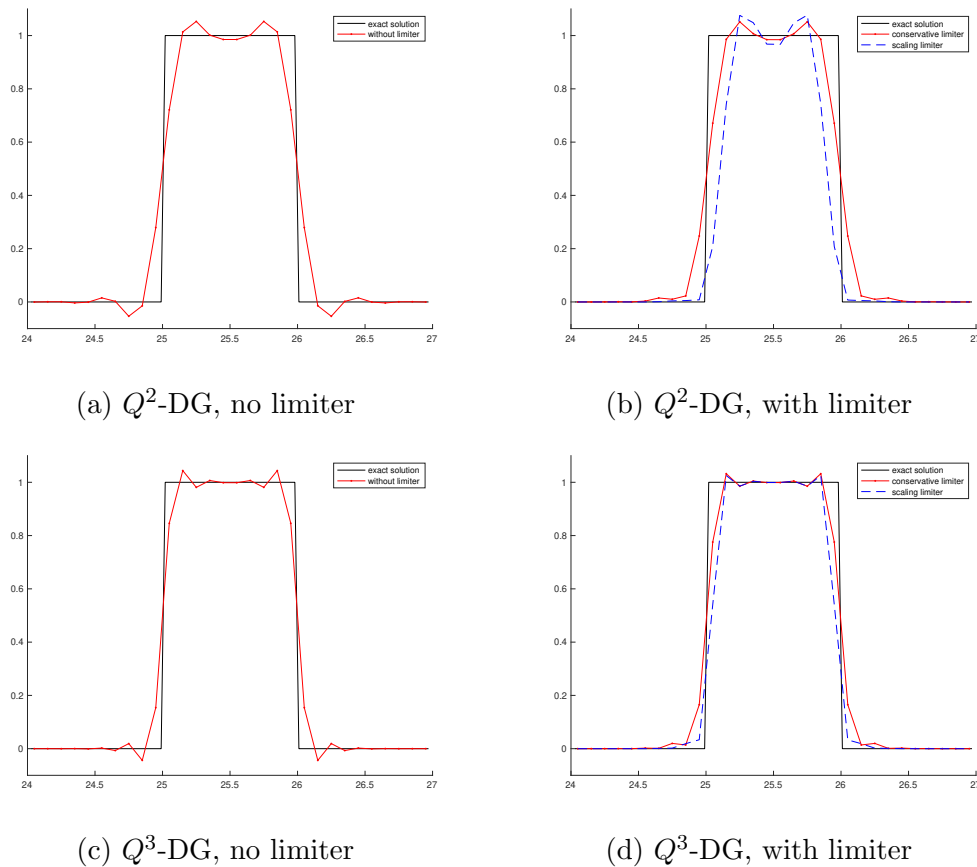 exact solution
without limiter
1
0.8
0.6
0.4
0.2
0
24 24.5 25 25.5 26 26.5 27
(a) Q²-DG, no limiter
exact solution
conservative limiter
scaling limiter
1
0.8
0.6
0.4
0.2
0
24 24.5 25 25.5 26 26.5 27
(b) Q²-DG, with limiter
exact solution
without limiter
1
0.8
0.6
0.4
0.2
0
24 24.5 25 25.5 26 26.5 27
(c) Q³-DG, no limiter
exact solution
conservative limiter
scaling limiter
1
0.8
0.6
0.4
0.2
0
24 24.5 25 25.5 26 26.5 27
(d) Q³-DG, with limiter